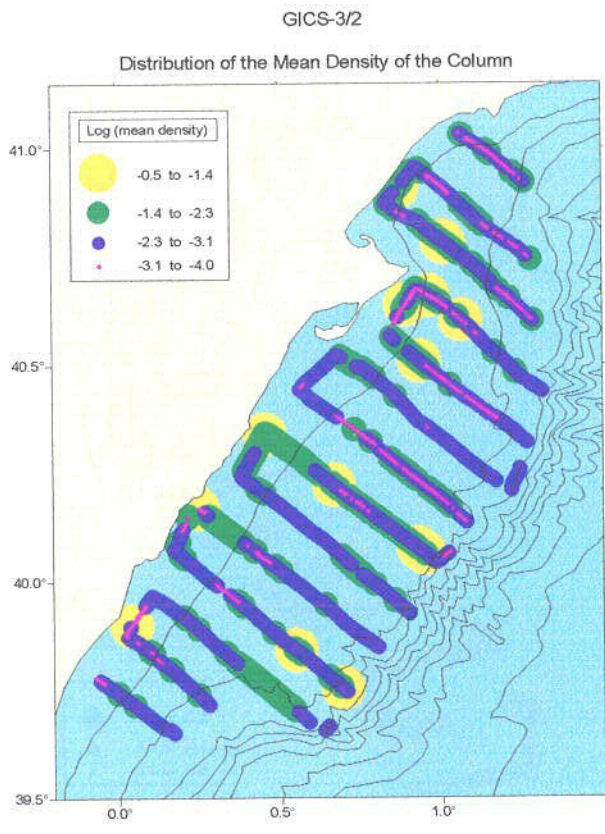 GICS-3/2
Distribution of the Mean Density of the Column
Log (mean density)
-0.5 to -1.4
-1.4 to -2.3
-2.3 to -3.1
-3.1 to -4.0
41.0°
40.5°
40.0°
39.5°
0.0°
0.5°
1.0°